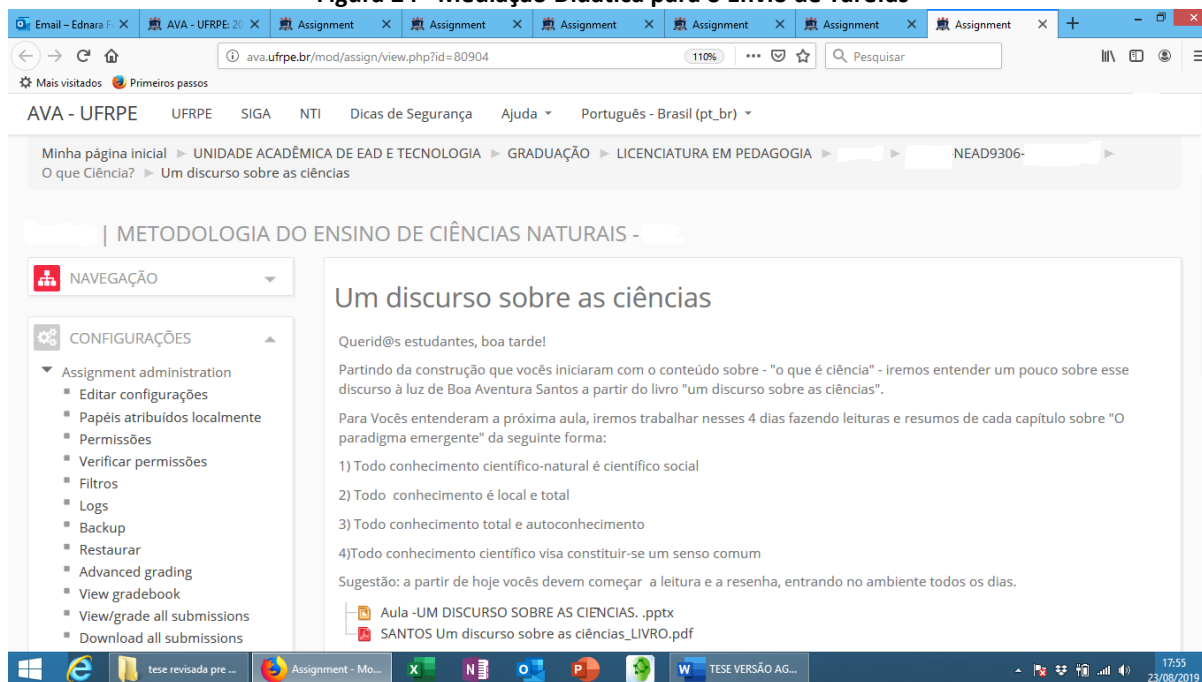 Figura 24 - Mediação Didática para o Envio de Tarefas
Email – Ednara F AVA - UFRPE: 20 Assignment Assignment Assignment Assignment Assignment Assignment
ava.ufrpe.br/mod/assign/view.php?id=80904 110% Pesquisar
Mais visitados Primeiros passos
AVA - UFRPE UFRPE SIGA NTI Dicas de Segurança Ajuda Português - Brasil (pt_br)
Minha página inicial UNIDADE ACADÊMICA DE EAD E TECNOLOGIA GRADUAÇÃO LICENCIATURA EM PEDAGOGIA NEAD9306-
O que Ciência? Um discurso sobre as ciências
| METODOLOGIA DO ENSINO DE CIÊNCIAS NATURAIS -
NAVEGAÇÃO
CONFIGURAÇÕES
Assignment administration
Editar configurações
Papéis atribuídos localmente
Permissões
Verificar permissões
Filtros
Logs
Backup
Restaurar
Advanced grading
View gradebook
View/grade all submissions
Download all submissions
Um discurso sobre as ciências
Querid@s estudantes, boa tarde!
Partindo da construção que vocês iniciaram com o conteúdo sobre - "o que é ciência" - iremos entender um pouco sobre esse
discurso à luz de Boa Aventura Santos a partir do livro "um discurso sobre as ciências".
Para Vocês entenderam a próxima aula, iremos trabalhar nesses 4 dias fazendo leituras e resumos de cada capítulo sobre "O
paradigma emergente" da seguinte forma:
1) Todo conhecimento científico-natural é científico social
2) Todo conhecimento é local e total
3) Todo conhecimento total e autoconhecimento
4)Todo conhecimento científico visa constituir-se um senso comum
Sugestão: a partir de hoje vocês devem começar a leitura e a resenha, entrando no ambiente todos os dias.
Aula -UM DISCURSO SOBRE AS CIENCIAS. .pptx
SANTOS Um discurso sobre as ciências_LIVRO.pdf
tese revisada pre ... Assignment - Mo... TESE VERSÃO AG... 17:55
23/08/2019